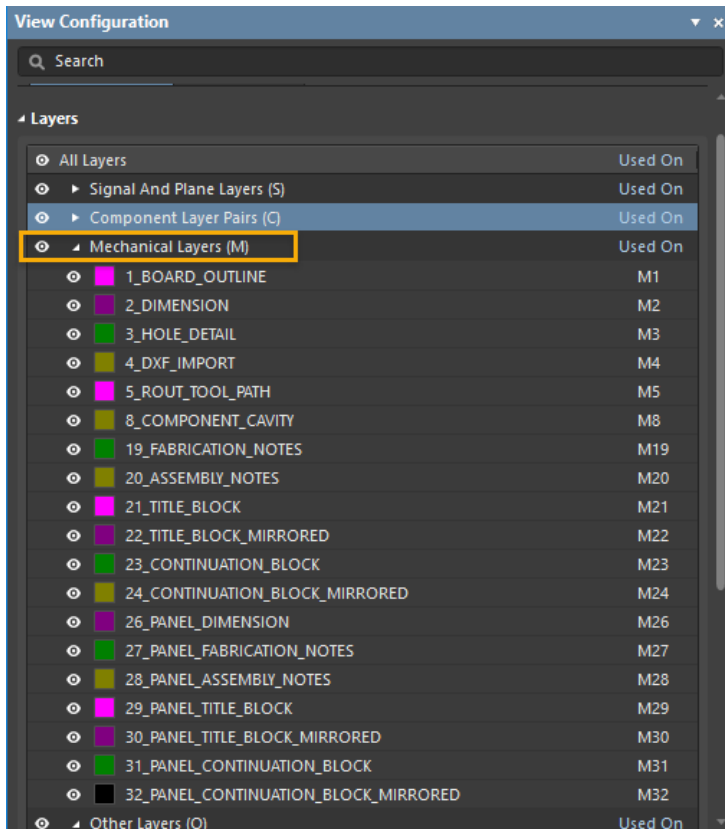 View Configuration
Search
Layers
All Layers Used On
Signal And Plane Layers (S) Used On
Component Layer Pairs (C) Used On
Mechanical Layers (M) Used On
1_BOARD_OUTLINE M1
2_DIMENSION M2
3_HOLE_DETAIL M3
4_DXF_IMPORT M4
5_ROUT_TOOL_PATH M5
8_COMPONENT_CAVITY M8
19_FABRICATION_NOTES M19
20_ASSEMBLY_NOTES M20
21_TITLE_BLOCK M21
22_TITLE_BLOCK_MIRRORED M22
23_CONTINUATION_BLOCK M23
24_CONTINUATION_BLOCK_MIRRORED M24
26_PANEL_DIMENSION M26
27_PANEL_FABRICATION_NOTES M27
28_PANEL_ASSEMBLY_NOTES M28
29_PANEL_TITLE_BLOCK M29
30_PANEL_TITLE_BLOCK_MIRRORED M30
31_PANEL_CONTINUATION_BLOCK M31
32_PANEL_CONTINUATION_BLOCK_MIRRORED M32
Other Layers (O) Used On